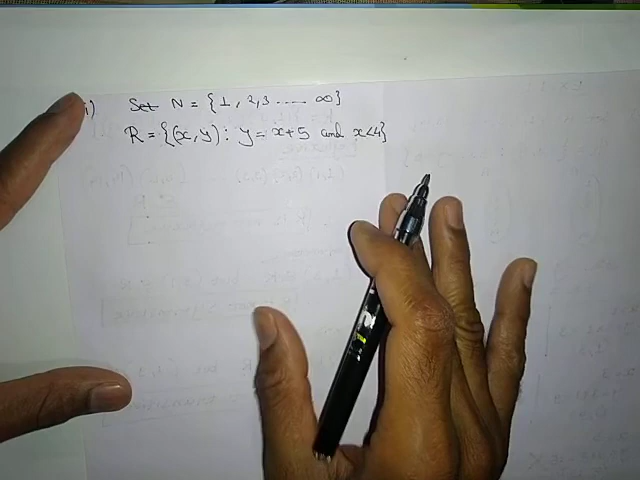 i) Set N = {1, 2, 3 ..... ∞}
R = {(x, y) : y = x+5 and x<4}